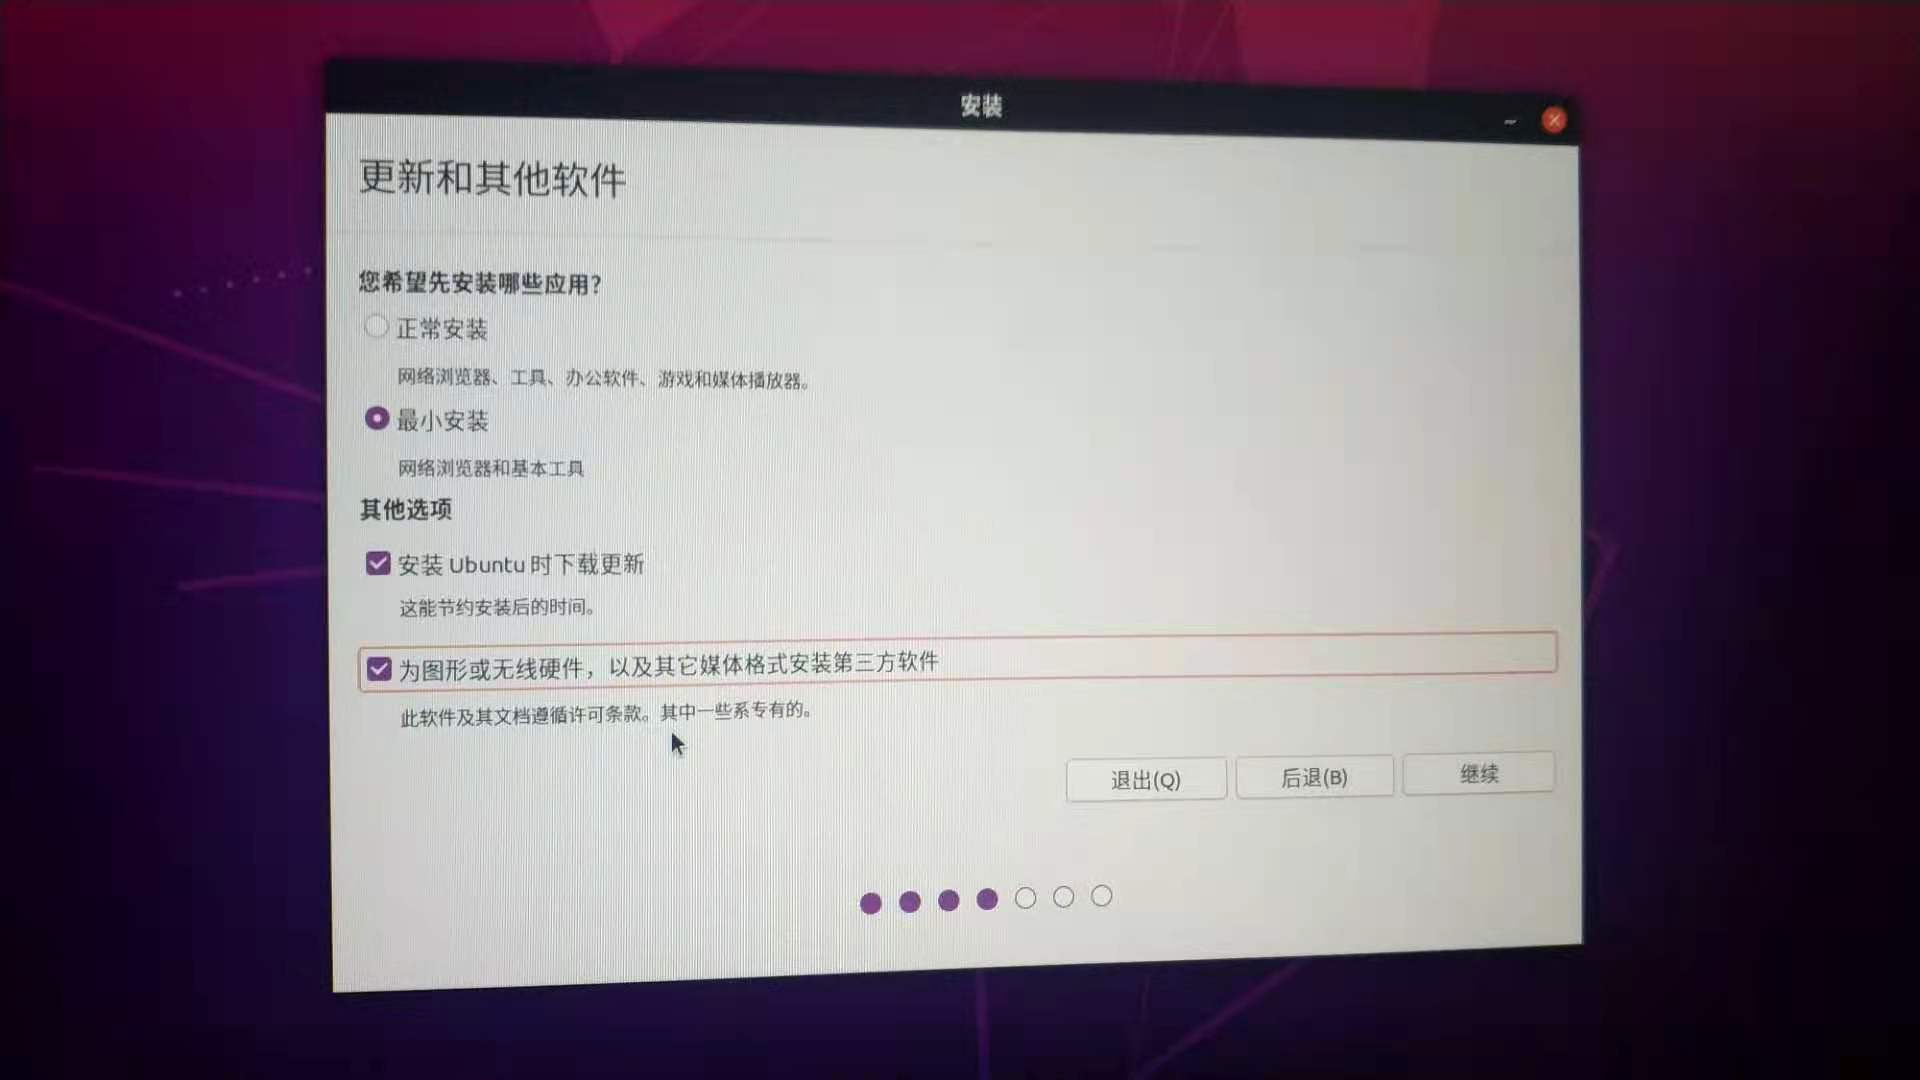 安装
更新和其他软件
您希望先安装哪些应用?
正常安装
网络浏览器、工具、办公软件、游戏和媒体播放器。
最小安装
网络浏览器和基本工具
其他选项
安装 Ubuntu 时下载更新
这能节约安装后的时间。
为图形或无线硬件，以及其它媒体格式安装第三方软件
此软件及其文档遵循许可条款。其中一些系专有的。
退出(Q) 后退(B) 继续